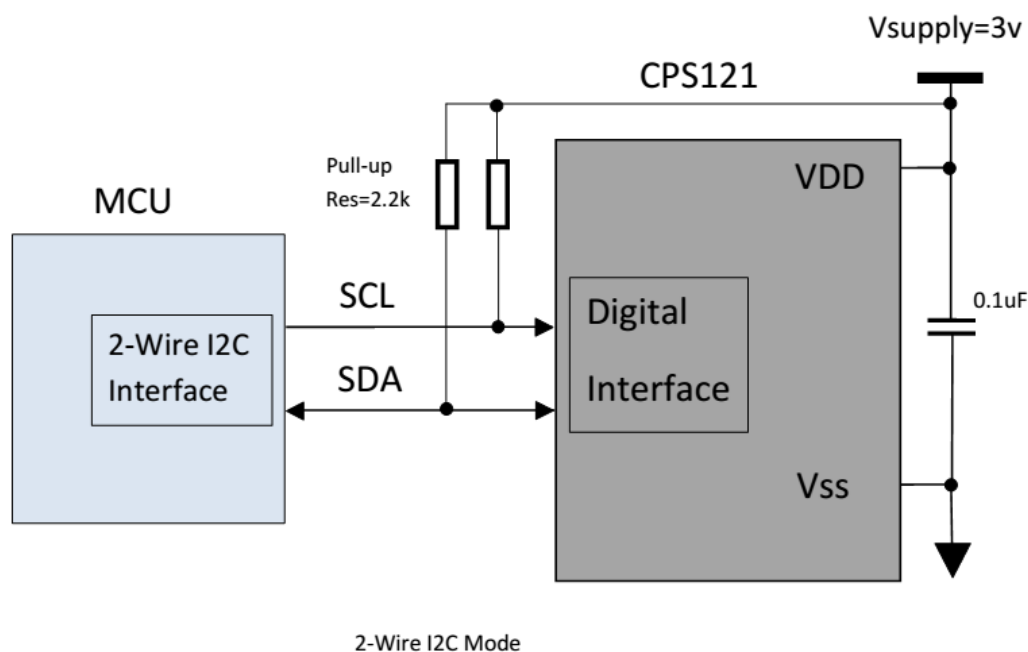 Vsupply=3v
CPS121
Pull-up
Res=2.2k
VDD
MCU
SCL
Digital
Interface
0.1uF
2-Wire I2C
Interface
SDA
Vss
2-Wire I2C Mode